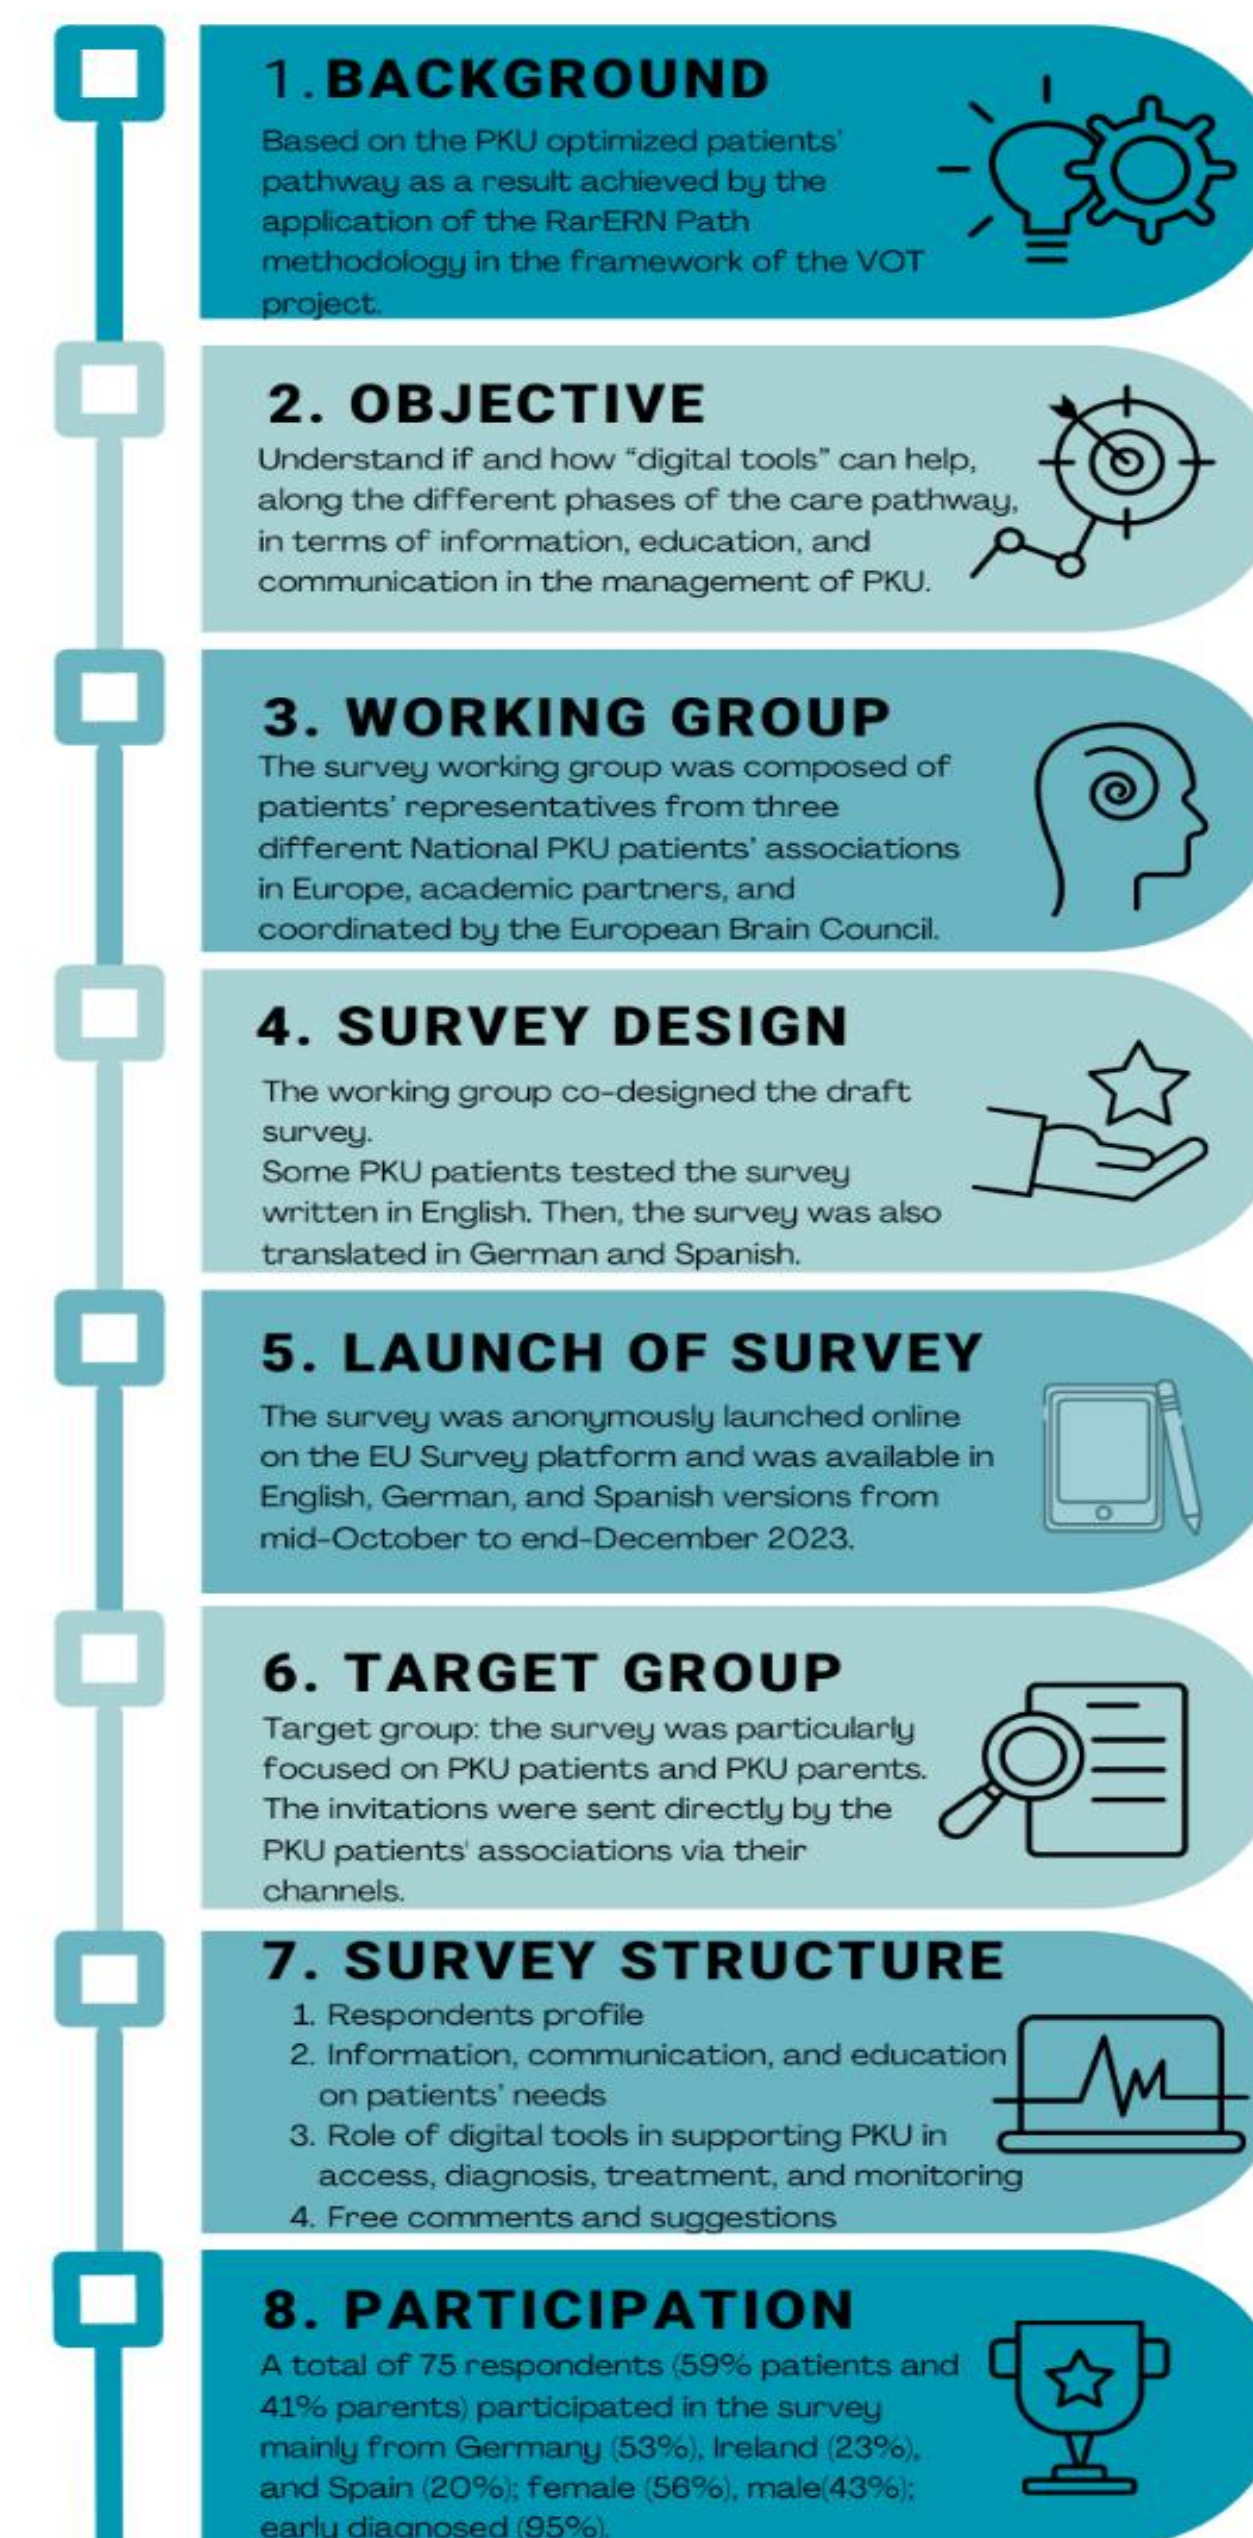 1. BACKGROUND
Based on the PKU optimized patients'
pathway as a result achieved by the
application of the RarERN Path
methodology in the framework of the VOT
project.
2. OBJECTIVE
Understand if and how “digital tools” can help,
along the different phases of the care pathway,
in terms of information, education, and
communication in the management of PKU.
3. WORKING GROUP
The survey working group was composed of
patients' representatives from three
different National PKU patients' associations
in Europe, academic partners, and
coordinated by the European Brain Council.
4. SURVEY DESIGN
The working group co-designed the draft
survey.
Some PKU patients tested the survey
written in English. Then, the survey was also
translated in German and Spanish.
5. LAUNCH OF SURVEY
The survey was anonymously launched online
on the EU Survey platform and was available in
English, German, and Spanish versions from
mid-October to end-December 2023.
6. TARGET GROUP
Target group: the survey was particularly
focused on PKU patients and PKU parents.
The invitations were sent directly by the
PKU patients' associations via their
channels.
7. SURVEY STRUCTURE
1. Respondents profile
2. Information, communication, and education
on patients' needs
3. Role of digital tools in supporting PKU in
access, diagnosis, treatment, and monitoring
4. Free comments and suggestions
8. PARTICIPATION
A total of 75 respondents (59% patients and
41% parents) participated in the survey
mainly from Germany (53%), Ireland (23%),
and Spain (20%); female (56%), male(43%);
early diagnosed (95%).